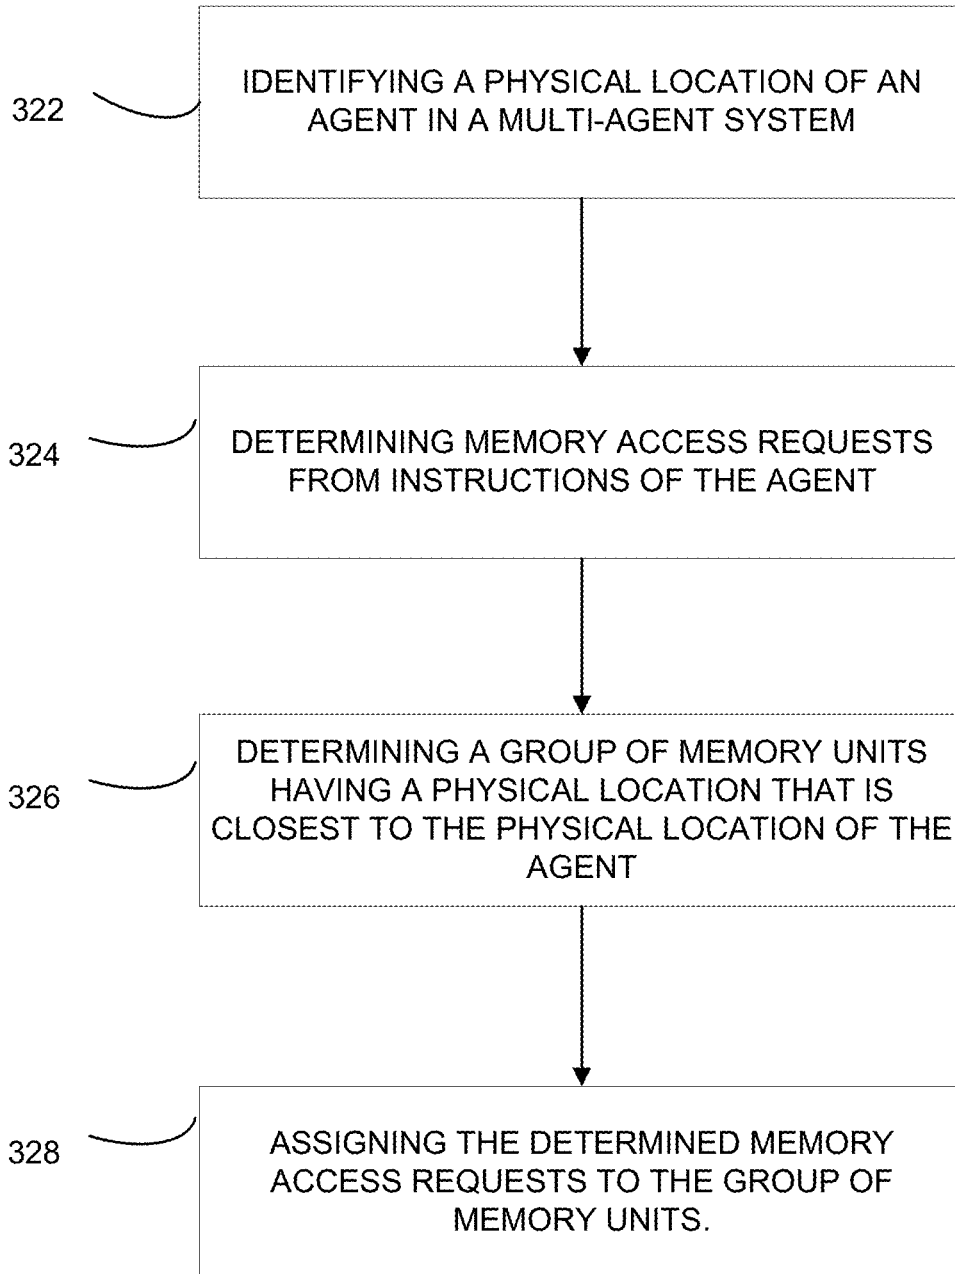 322
IDENTIFYING A PHYSICAL LOCATION OF AN
AGENT IN A MULTI-AGENT SYSTEM
324
DETERMINING MEMORY ACCESS REQUESTS
FROM INSTRUCTIONS OF THE AGENT
326
DETERMINING A GROUP OF MEMORY UNITS
HAVING A PHYSICAL LOCATION THAT IS
CLOSEST TO THE PHYSICAL LOCATION OF THE
AGENT
328
ASSIGNING THE DETERMINED MEMORY
ACCESS REQUESTS TO THE GROUP OF
MEMORY UNITS.